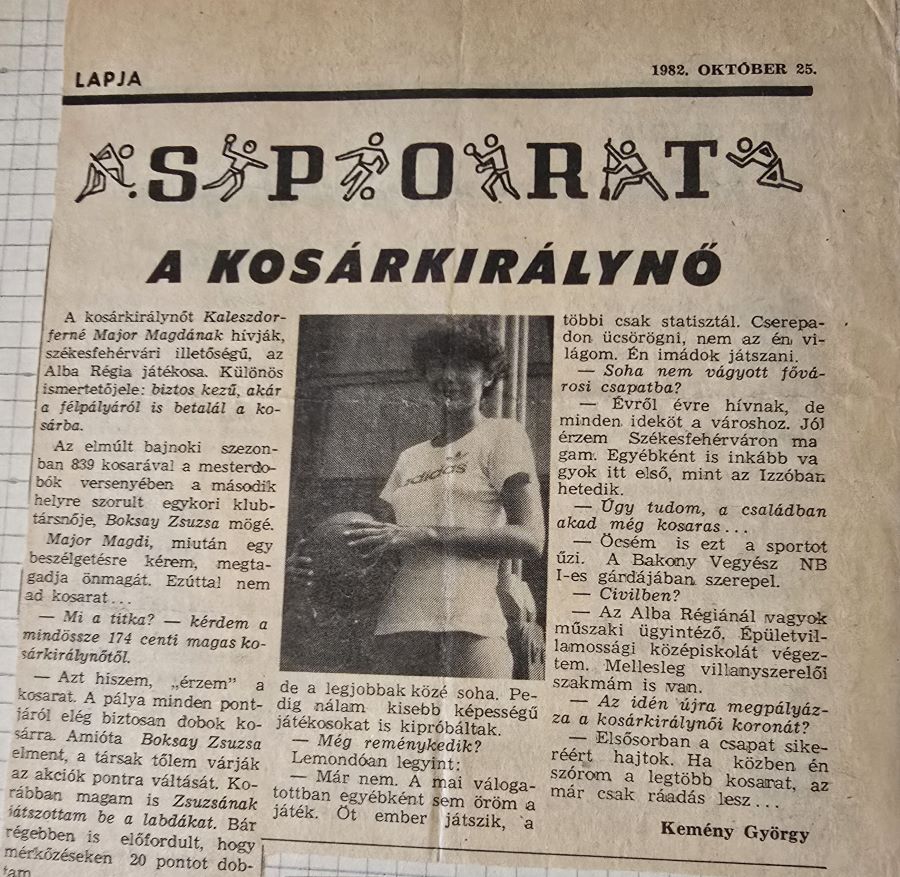 LAPJA
1982. OKTÓBER 25.
SPORT
A KOSÁRKIRÁLYNŐ
A kosárkirálynőt Kaleszdor-
ferné Major Magdának hívják,
székesfehérvári illetőségű, az
Alba Régia játékosa. Különös
ismertetőjele: biztos kezű, akár
a félpályáról is betalál a ko-
sárba.
Az elmúlt bajnoki szezon-
ban 839 kosarával a mesterdo-
bók versenyében a második
helyre szorult egykori klub-
társnője, Boksay Zsuzsa mögé.
Major Magdi, miután egy
beszélgetésre kérem, megta-
gadja önmagát. Ezúttal nem
ad kosarat...
— Mi a titka? — kérdem a
mindössze 174 centi magas ko-
sárkirálynőtől.
— Azt hiszem, „érzem” a
kosarat. A pálya minden pont-
járól elég biztosan dobok ko-
sárra. Amióta Boksay Zsuzsa
elment, a társak tőlem várják
az akciók pontra váltását. Ko-
rábban magam is Zsuzsának
játszottam be a labdákat. Bár
régebben is előfordult, hogy
mérkőzéseken 20 pontot dob-
tam
adidas
de a legjobbak közé soha. Pe-
dig nálam kisebb képességű
játékosokat is kipróbáltak.
— Még reménykedik?
Lemondóan legyint:
— Már nem. A mai váloga-
tottban egyébként sem öröm a
játék. Öt ember játszik, a
többi csak statisztál. Cserepa-
don ücsörögni, nem az én vi-
lágom. Én imádok játszani.
— Soha nem vágyott fővá-
rosi csapatba?
— Évről évre hívnak, de
minden ideköt a városhoz. Jól
érzem Székesfehérváron ma
gam. Egyébként is inkább va
gyok itt első, mint az Izzóban
hetedik.
— Úgy tudom, a családban
akad még kosaras...
— Öcsém is ezt a sportot
űzi. A Bakony Vegyész NB
I-es gárdájában szerepel.
— Civilben?
— Az Alba Régiánál vagyok
műszaki ügyintéző. Épületvil-
lamossági középiskolát végez-
tem. Mellesleg villanyszerelői
szakmám is van.
— Az idén újra megpályáz-
za a kosárkirálynői koronát?
— Elsősorban a csapat sike-
réért hajtok. Ha közben én
szórom a legtöbb kosarat, az
már csak ráadás lesz...
Kemény György